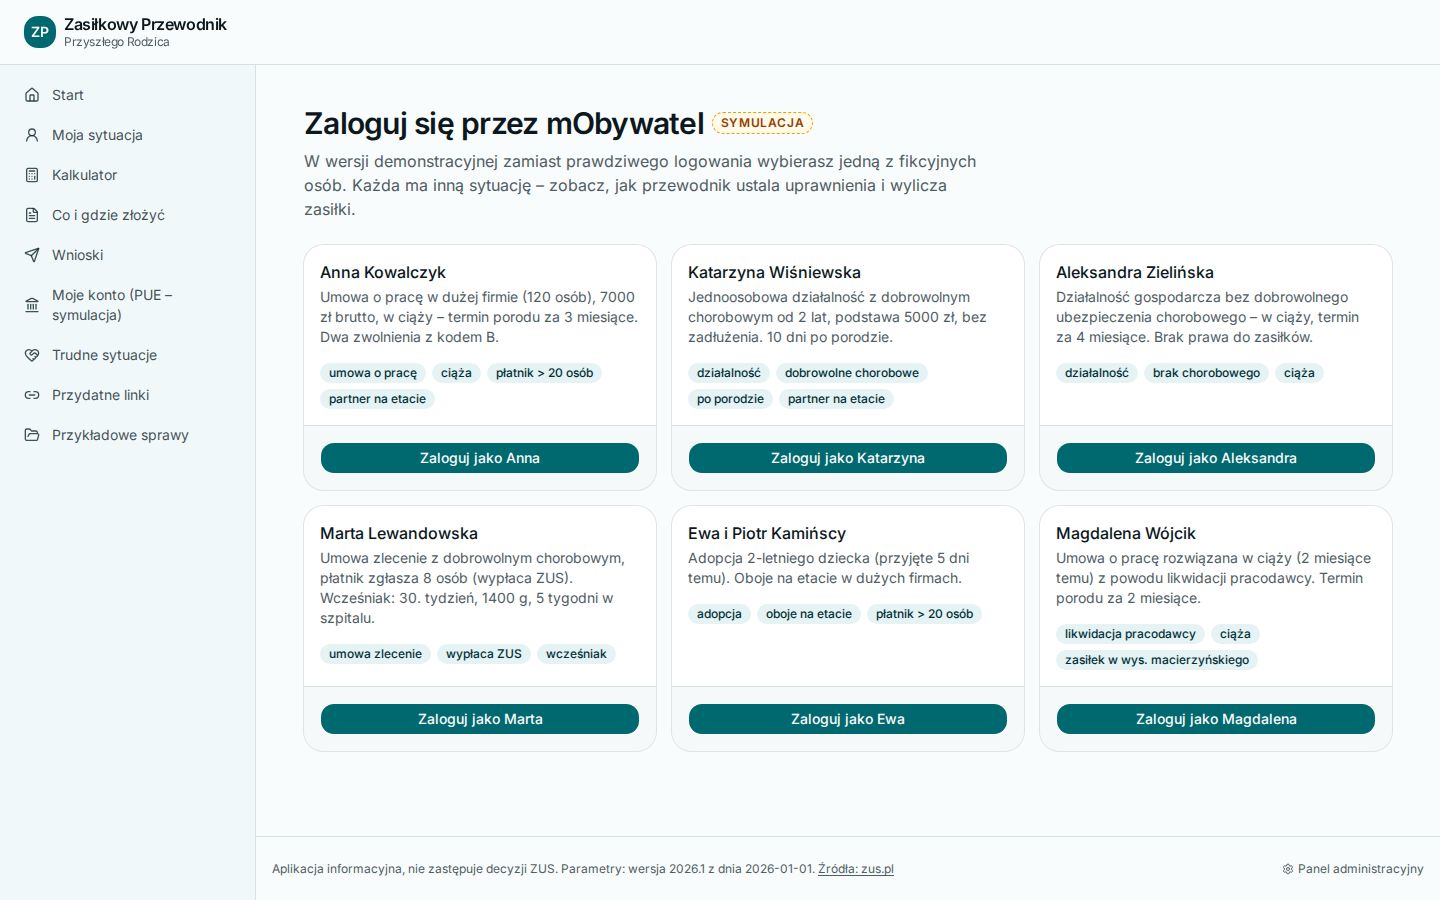 ZP
Zasiłkowy Przewodnik
Przyszłego Rodzica
Start
Moja sytuacja
Kalkulator
Co i gdzie złożyć
Wnioski
Moje konto (PUE –
symulacja)
Trudne sytuacje
Przydatne linki
Przykładowe sprawy
Zaloguj się przez mObywatel SYMULACJA
W wersji demonstracyjnej zamiast prawdziwego logowania wybierasz jedną z fikcyjnych
osób. Każda ma inną sytuację – zobacz, jak przewodnik ustala uprawnienia i wylicza
zasiłki.
Anna Kowalczyk
Umowa o pracę w dużej firmie (120 osób), 7000
zł brutto, w ciąży – termin porodu za 3 miesiące.
Dwa zwolnienia z kodem B.
umowa o pracę ciąża płatnik > 20 osób
partner na etacie
Zaloguj jako Anna
Katarzyna Wiśniewska
Jednoosobowa działalność z dobrowolnym
chorobowym od 2 lat, podstawa 5000 zł, bez
zadłużenia. 10 dni po porodzie.
działalność dobrowolne chorobowe
po porodzie partner na etacie
Zaloguj jako Katarzyna
Aleksandra Zielińska
Działalność gospodarcza bez dobrowolnego
ubezpieczenia chorobowego – w ciąży, termin
za 4 miesiące. Brak prawa do zasiłków.
działalność brak chorobowego ciąża
Zaloguj jako Aleksandra
Marta Lewandowska
Umowa zlecenie z dobrowolnym chorobowym,
płatnik zgłasza 8 osób (wypłaca ZUS).
Wcześniak: 30. tydzień, 1400 g, 5 tygodni w
szpitalu.
umowa zlecenie wypłaca ZUS wcześniak
Zaloguj jako Marta
Ewa i Piotr Kamińscy
Adopcja 2-letniego dziecka (przyjęte 5 dni
temu). Oboje na etacie w dużych firmach.
adopcja oboje na etacie płatnik > 20 osób
Zaloguj jako Ewa
Magdalena Wójcik
Umowa o pracę rozwiązana w ciąży (2 miesiące
temu) z powodu likwidacji pracodawcy. Termin
porodu za 2 miesiące.
likwidacja pracodawcy ciąża
zasiłek w wys. macierzyńskiego
Zaloguj jako Magdalena
Aplikacja informacyjna, nie zastępuje decyzji ZUS. Parametry: wersja 2026.1 z dnia 2026-01-01. Źródła: zus.pl
Panel administracyjny